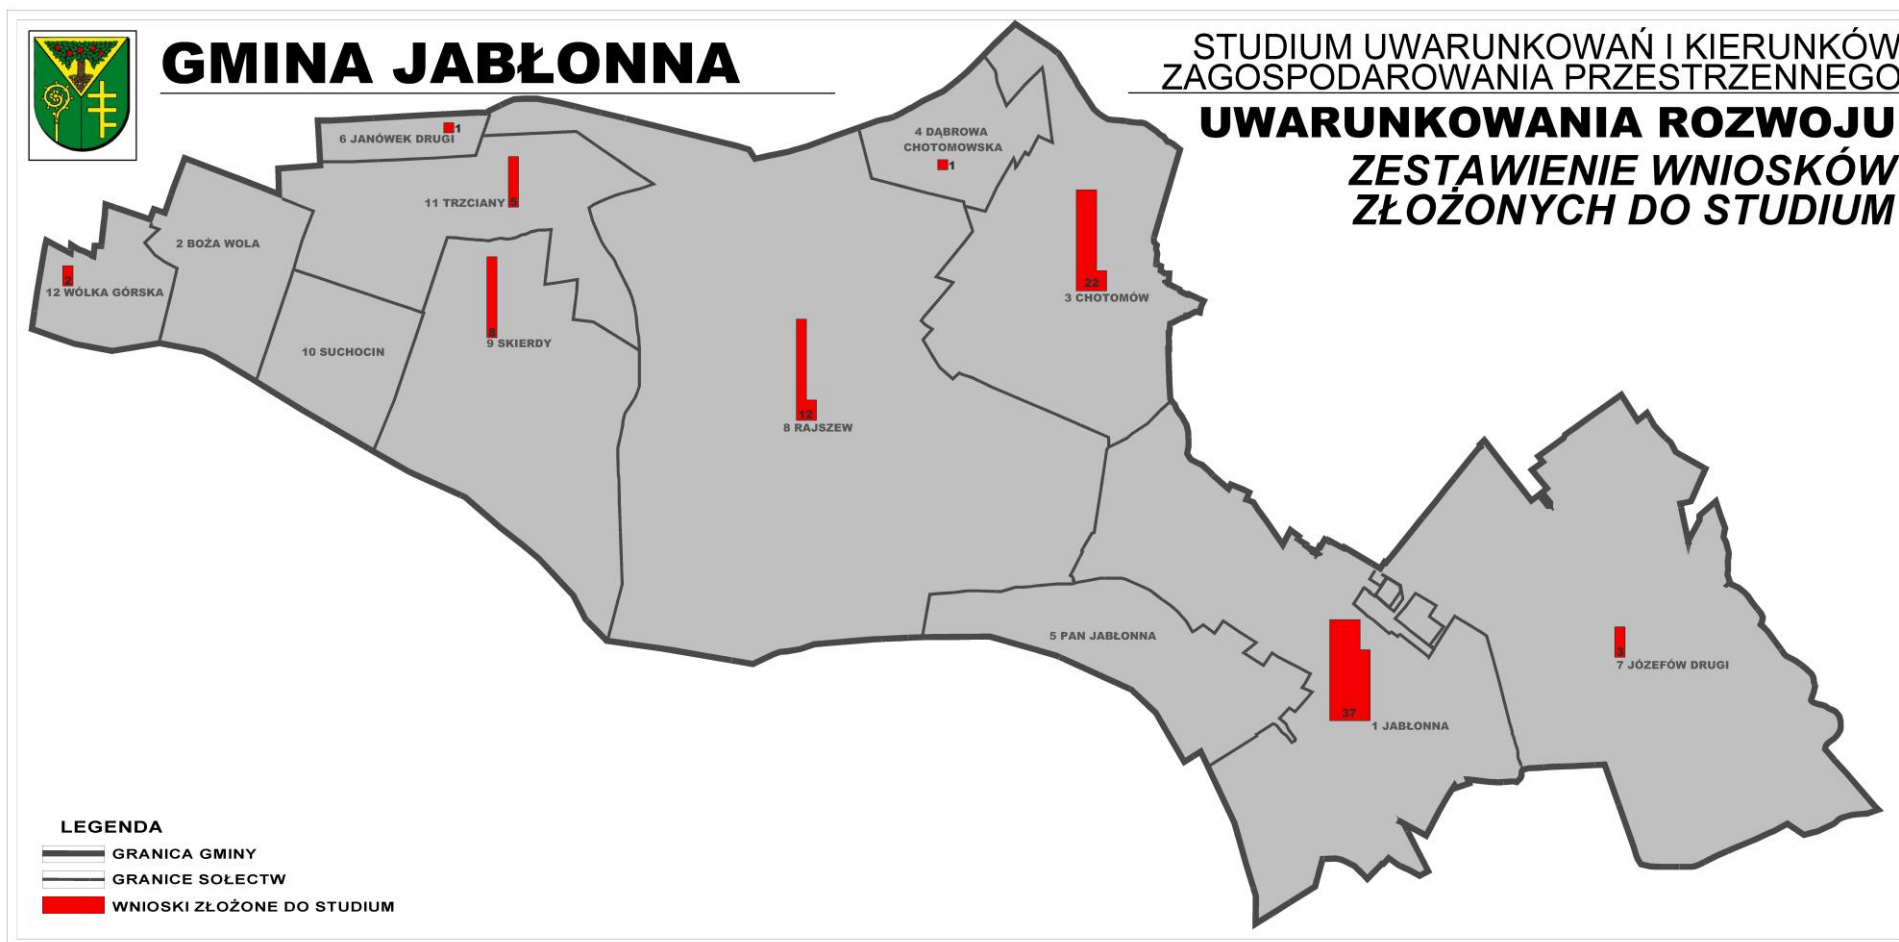 GMINA JABŁONNA
STUDIUM UWARUNKOWAŃ I KIERUNKÓW
ZAGOSPODAROWANIA PRZESTRZENNEGO
UWARUNKOWANIA ROZWOJU
ZESTAWIENIE WNIOSKÓW
ZŁOŻONYCH DO STUDIUM
1
6 JANÓWEK DRUGI
4 DĄBROWA
CHOTOMOWSKA
1
5
11 TRZCIANY
2 BOŻA WOLA
2
12 WÓLKA GÓRSKA
22
3 CHOTOMÓW
8
9 SKIERDY
10 SUCHOCIN
12
8 RAJSZEW
5 PAN JABŁONNA
3
7 JÓZEFÓW DRUGI
37
1 JABŁONNA
LEGENDA
GRANICA GMINY
GRANICE SOŁECTW
WNIOSKI ZŁOŻONE DO STUDIUM